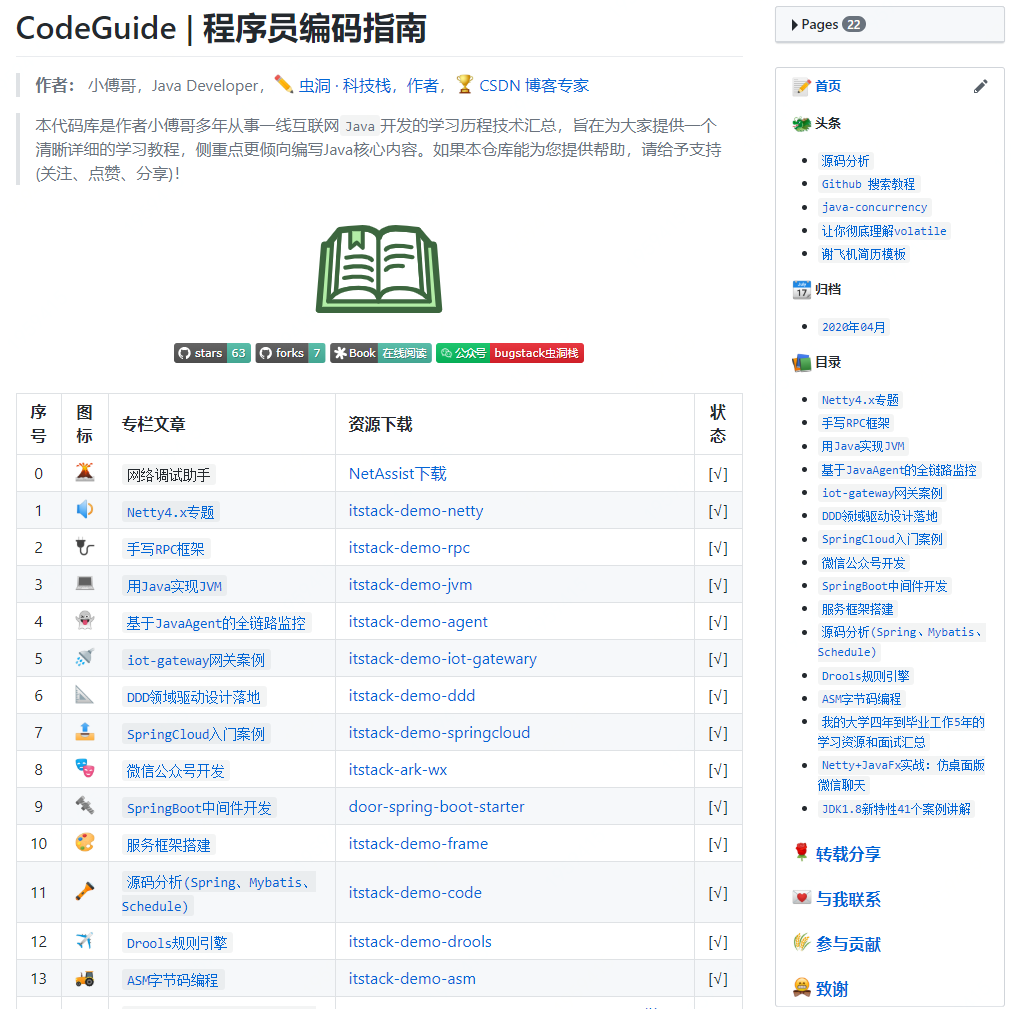 CodeGuide | 程序员编码指南
作者： 小傅哥，Java Developer，虫洞 · 科技栈，作者，CSDN 博客专家
本代码库是作者小傅哥多年从事一线互联网 Java 开发的学习历程技术汇总，旨在为大家提供一个
清晰详细的学习教程，侧重点更倾向编写Java核心内容。如果本仓库能为您提供帮助，请给予支持
(关注、点赞、分享)！
stars 63 forks 7 Book 在线阅读 公众号 bugstack虫洞栈
序号 图标 专栏文章 资源下载 状态
0 网络调试助手 NetAssist下载 [√]
1 Netty4.x专题 itstack-demo-netty [√]
2 手写RPC框架 itstack-demo-rpc [√]
3 用Java实现JVM itstack-demo-jvm [√]
4 基于JavaAgent的全链路监控 itstack-demo-agent [√]
5 iot-gateway网关案例 itstack-demo-iot-gatewary [√]
6 DDD领域驱动设计落地 itstack-demo-ddd [√]
7 SpringCloud入门案例 itstack-demo-springcloud [√]
8 微信公众号开发 itstack-ark-wx [√]
9 SpringBoot中间件开发 door-spring-boot-starter [√]
10 服务框架搭建 itstack-demo-frame [√]
11 源码分析(Spring、Mybatis、 itstack-demo-code [√]
Schedule)
12 Drools规则引擎 itstack-demo-drools [√]
13 ASM字节码编程 itstack-demo-asm [√]
Pages 22
首页
头条
源码分析
Github 搜索教程
java-concurrency
让你彻底理解volatile
谢飞机简历模板
July
17
归档
2020年04月
目录
Netty4.x专题
手写RPC框架
用Java实现JVM
基于JavaAgent的全链路监控
iot-gateway网关案例
DDD领域驱动设计落地
SpringCloud入门案例
微信公众号开发
SpringBoot中间件开发
服务框架搭建
源码分析(Spring、Mybatis、
Schedule)
Drools规则引擎
ASM字节码编程
我的大学四年到毕业工作5年的
学习资源和面试汇总
Netty+JavaFx实战：仿桌面版
微信聊天
JDK1.8新特性41个案例讲解
转载分享
与我联系
参与贡献
致谢